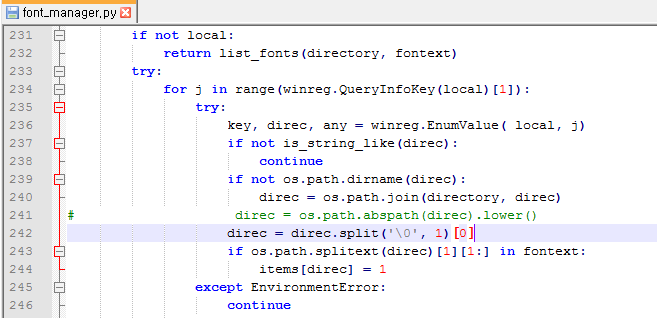 font_manager.py
231 if not local:
232 return list_fonts(directory, fontext)
233 try:
234 for j in range(winreg.QueryInfoKey(local)[1]):
235 try:
236 key, direc, any = winreg.EnumValue( local, j)
237 if not is_string_like(direc):
238 continue
239 if not os.path.dirname(direc):
240 direc = os.path.join(directory, direc)
241 # direc = os.path.abspath(direc).lower()
242 direc = direc.split('\0', 1)[0]
243 if os.path.splitext(direc)[1][1:] in fontext:
244 items[direc] = 1
245 except EnvironmentError:
246 continue